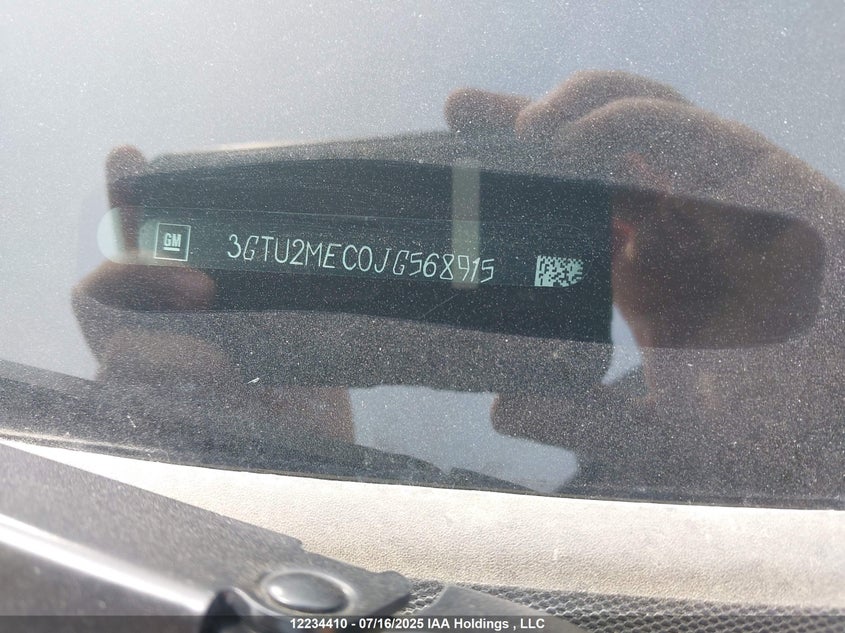 GM 3GTU2MEC0JG568915
12234410 - 07/16/2025 IAA Holdings , LLC